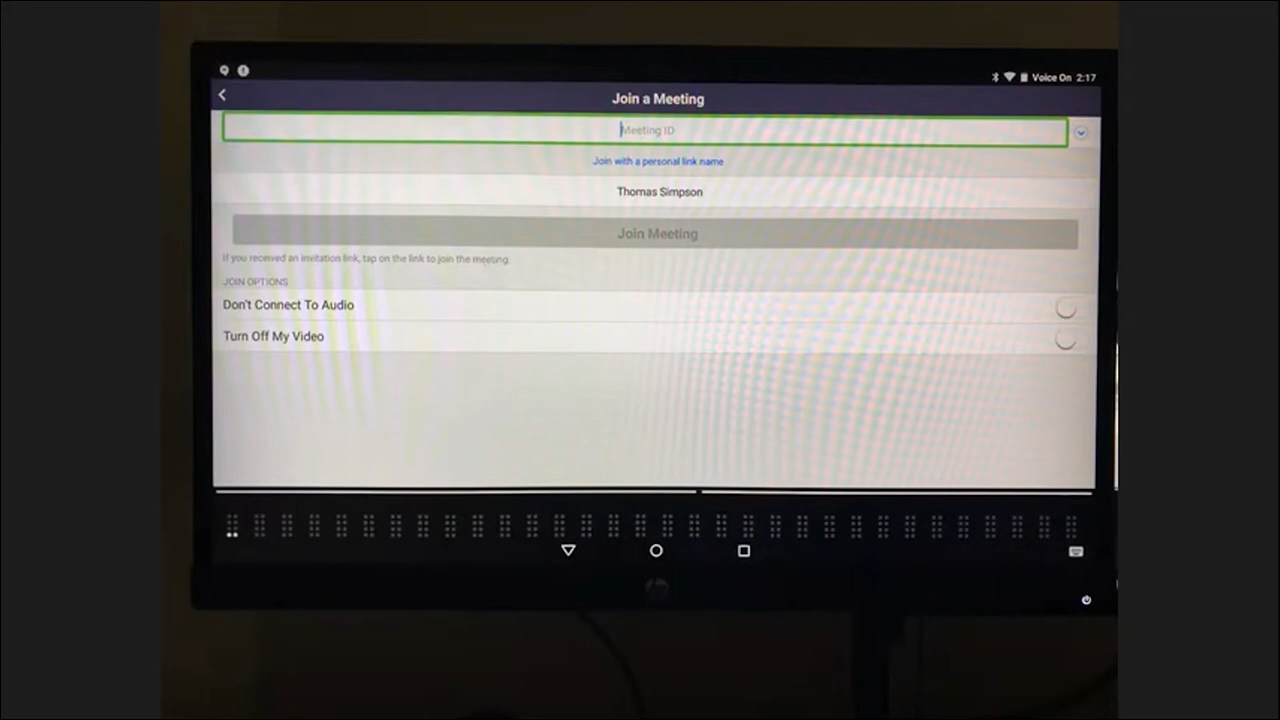 Voice On 2:17
Join a Meeting
Meeting ID
Join with a personal link name
Thomas Simpson
Join Meeting
If you received an invitation link, tap on the link to join the meeting.
JOIN OPTIONS
Don't Connect To Audio
Turn Off My Video